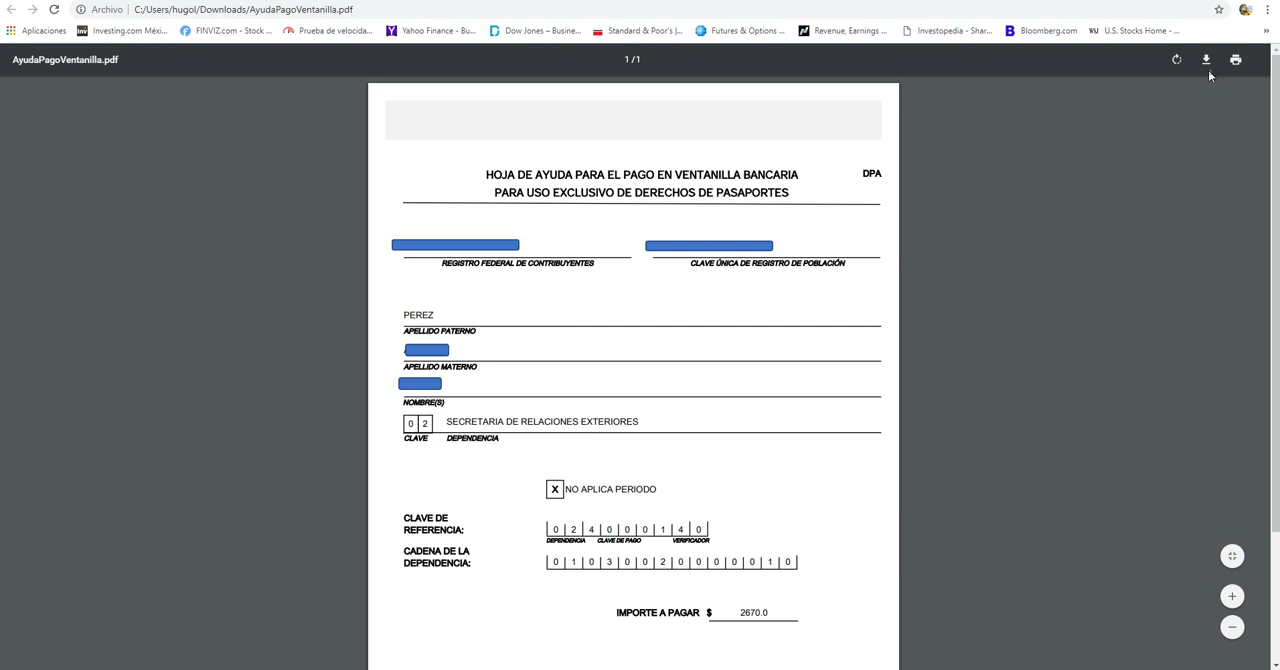 Archivo | C:/Users/hugol/Downloads/AyudaPagoVentanilla.pdf
Aplicaciones Investing.com Méxi... FINVIZ.com - Stock ... Prueba de velocida... Yahoo Finance - Bu... Dow Jones – Busine... Standard & Poor's |... Futures & Options ... Revenue, Earnings ... Investopedia - Shar... Bloomberg.com WSJ U.S. Stocks Home - ... »
AyudaPagoVentanilla.pdf 1 / 1
HOJA DE AYUDA PARA EL PAGO EN VENTANILLA BANCARIA DPA
PARA USO EXCLUSIVO DE DERECHOS DE PASAPORTES
REGISTRO FEDERAL DE CONTRIBUYENTES CLAVE ÚNICA DE REGISTRO DE POBLACIÓN
PEREZ
APELLIDO PATERNO
APELLIDO MATERNO
NOMBRE(S)
0 2 SECRETARIA DE RELACIONES EXTERIORES
CLAVE DEPENDENCIA
X NO APLICA PERIODO
CLAVE DE
REFERENCIA: 0 2 4 0 0 0 1 4 0
DEPENDENCIA CLAVE DE PAGO VERIFICADOR
CADENA DE LA
DEPENDENCIA: 0 1 0 3 0 0 2 0 0 0 0 0 1 0
IMPORTE A PAGAR $ 2670.0